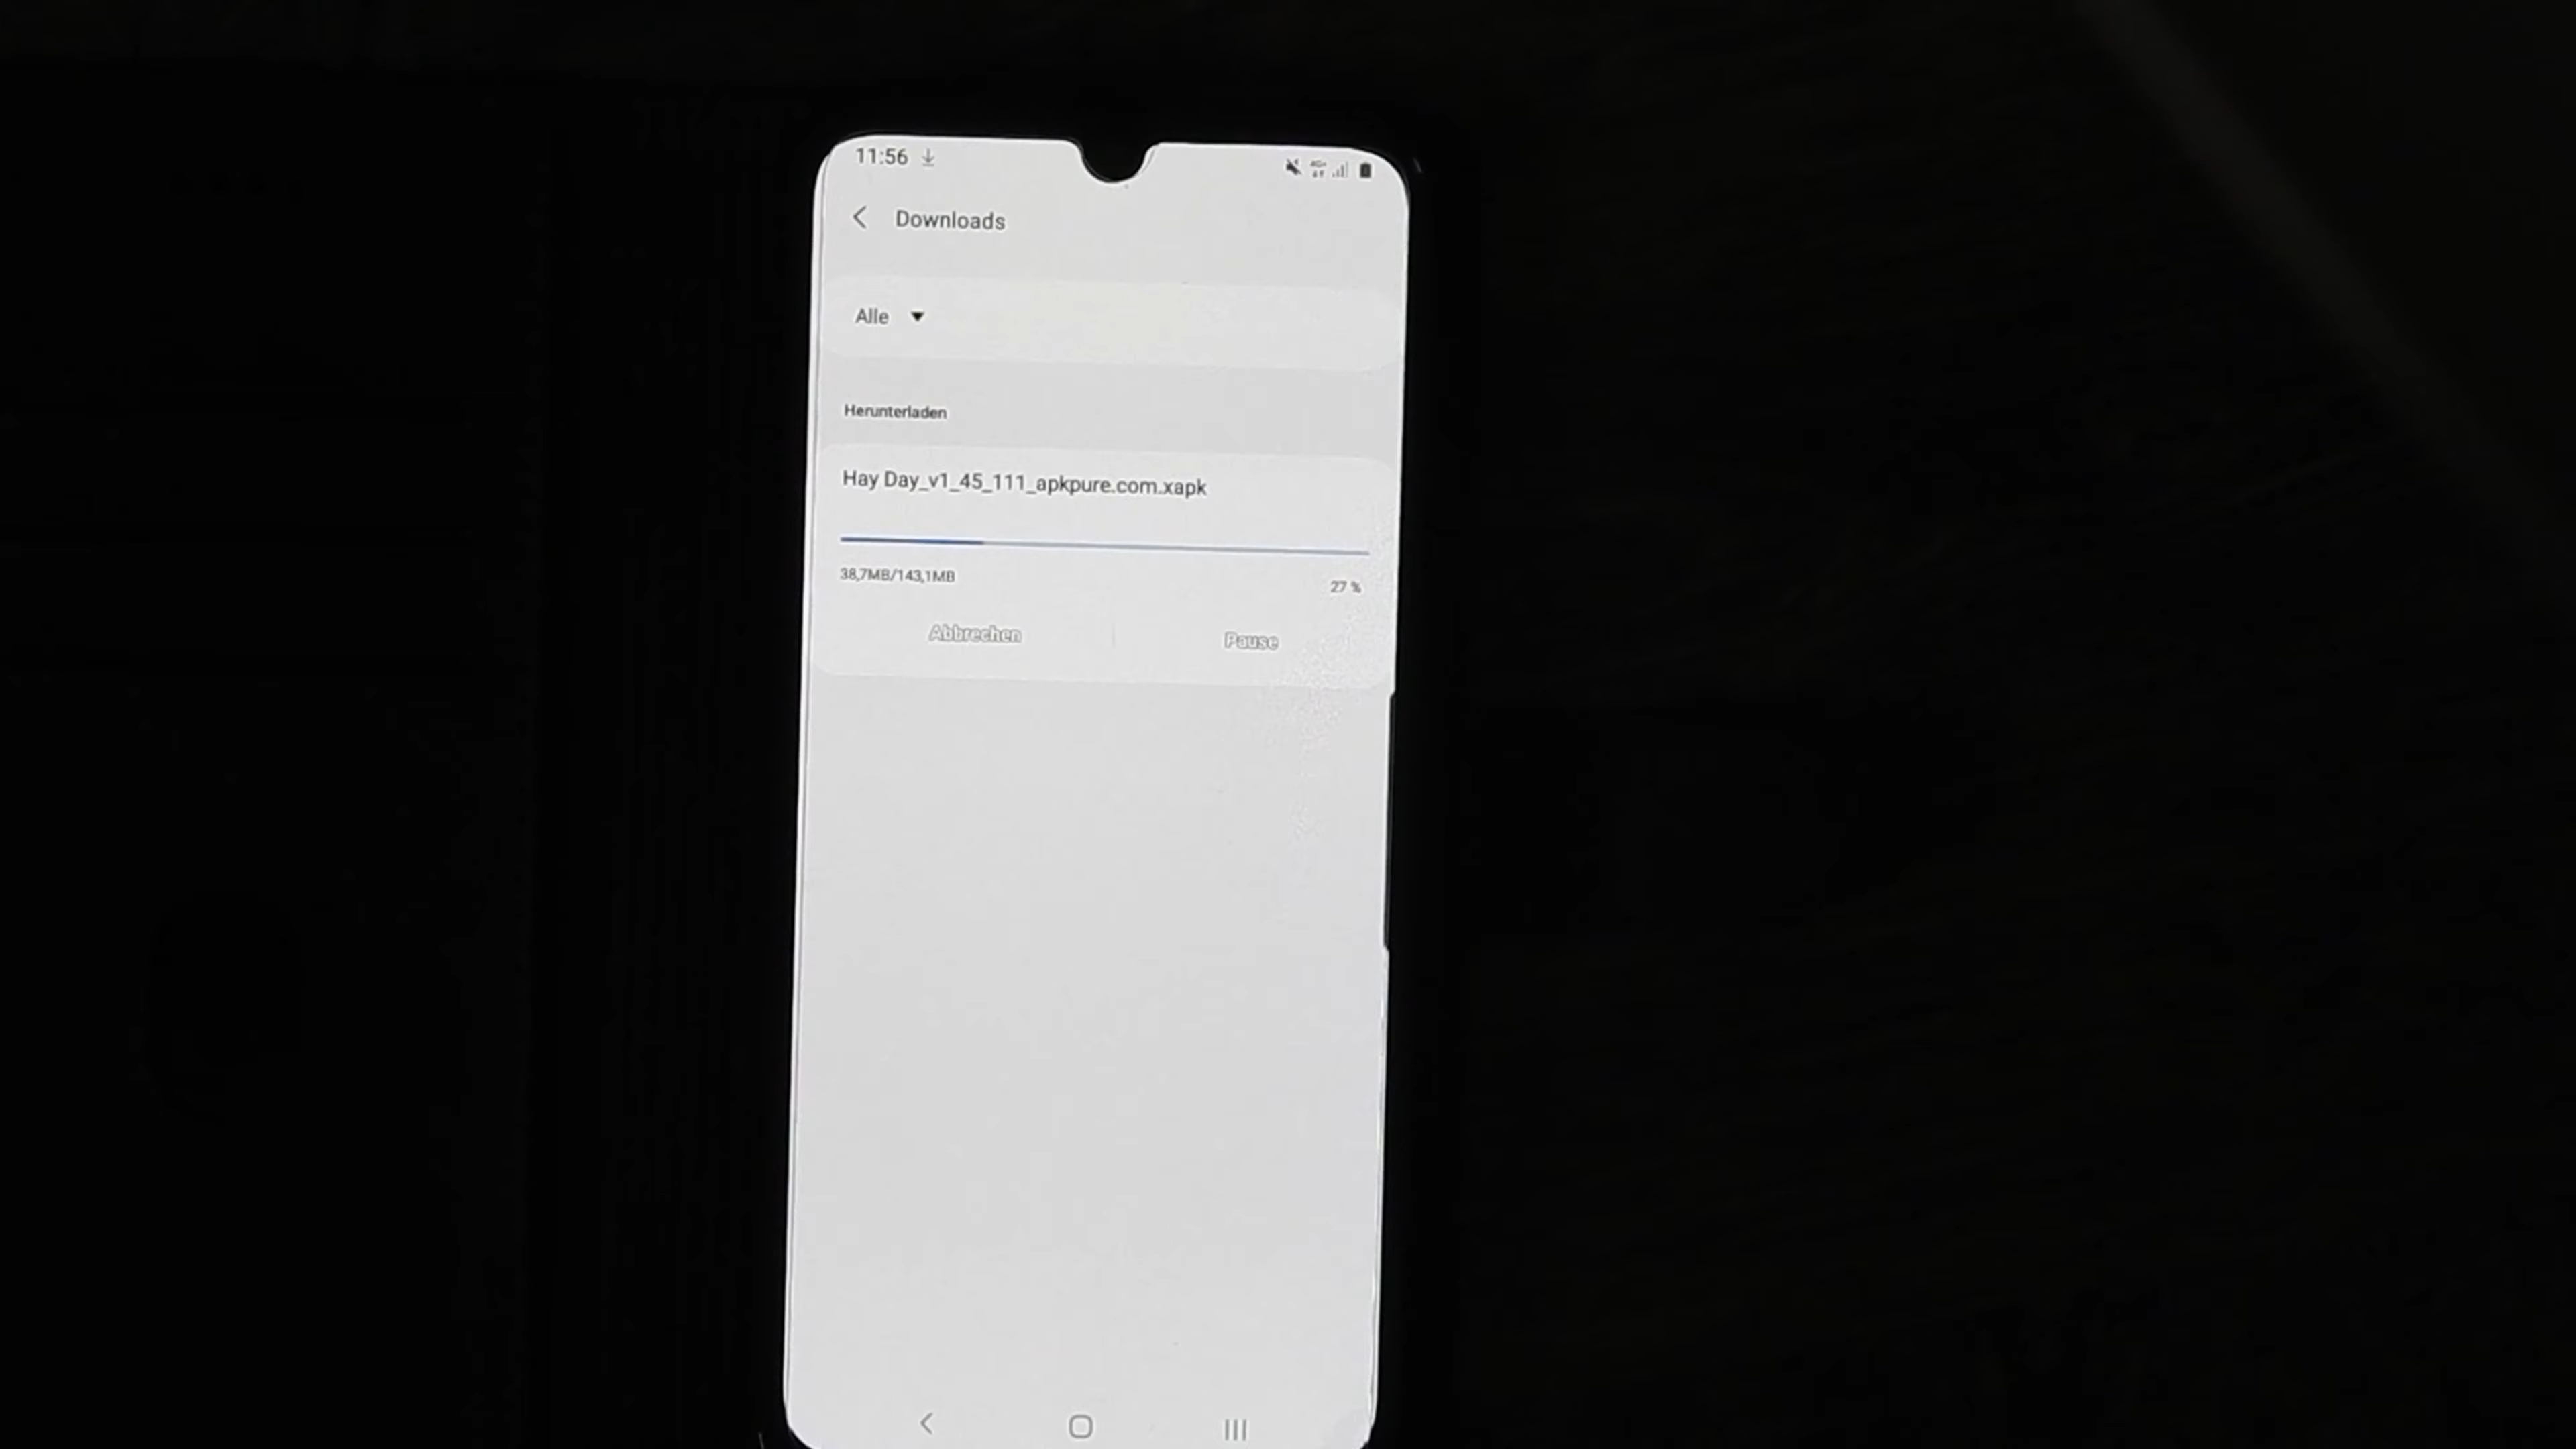 11:56
Downloads
Alle
Herunterladen
Hay Day_v1_45_111_apkpure.com.xapk
38,7MB/143,1MB
27 %
Abbrechen
Pause